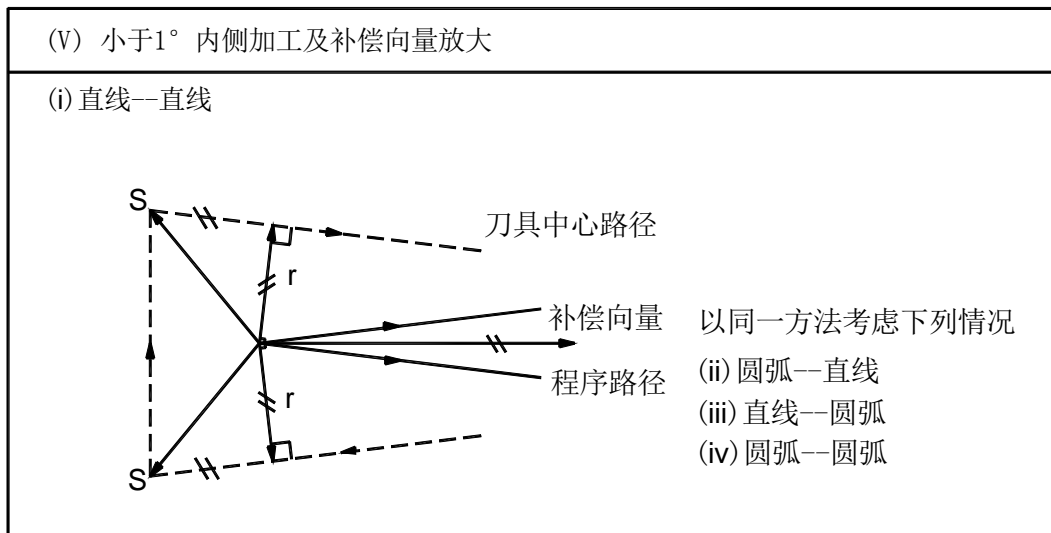 (V) 小于1° 内侧加工及补偿向量放大
(i)直线--直线
S
刀具中心路径
r
补偿向量
以同一方法考虑下列情况
程序路径
(ii)圆弧--直线
r
(iii)直线--圆弧
(iv)圆弧--圆弧
S